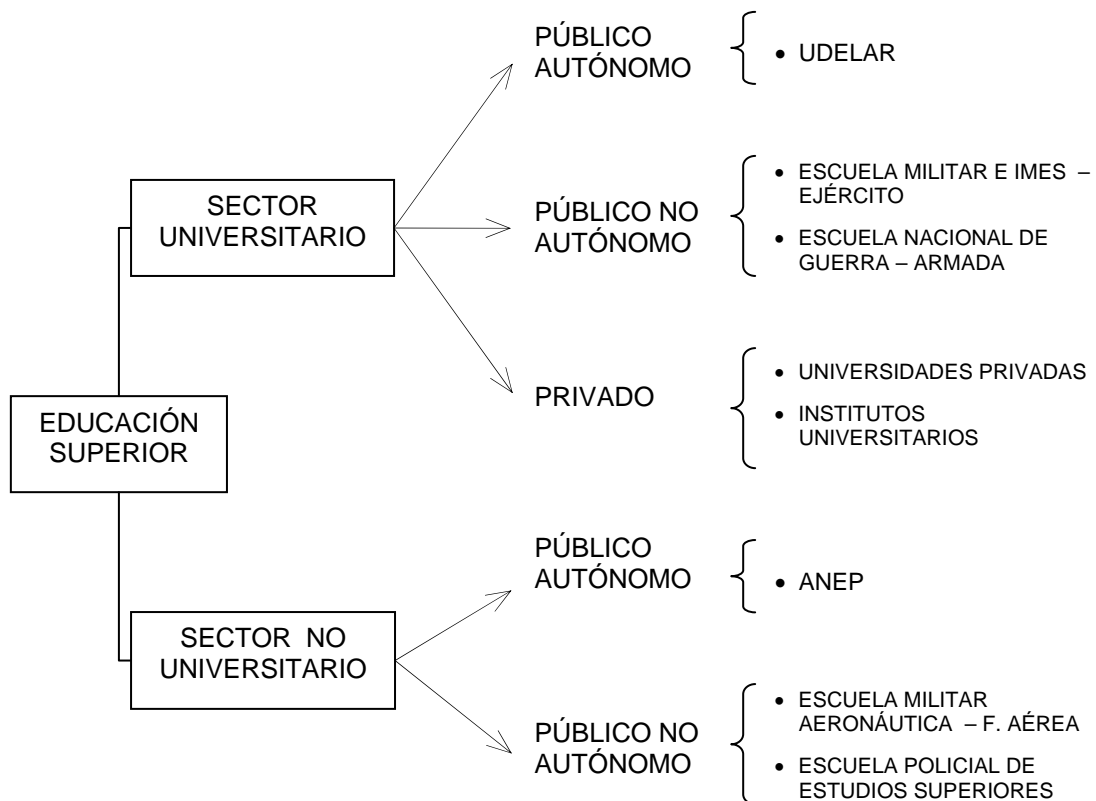 PÚBLICO
AUTÓNOMO
• UDELAR
SECTOR
UNIVERSITARIO
PÚBLICO NO
AUTÓNOMO
• ESCUELA MILITAR E IMES –
EJÉRCITO
• ESCUELA NACIONAL DE
GUERRA – ARMADA
PRIVADO
• UNIVERSIDADES PRIVADAS
• INSTITUTOS
UNIVERSITARIOS
EDUCACIÓN
SUPERIOR
PÚBLICO
AUTÓNOMO
• ANEP
SECTOR NO
UNIVERSITARIO
PÚBLICO NO
AUTÓNOMO
• ESCUELA MILITAR
AERONÁUTICA – F. AÉREA
• ESCUELA POLICIAL DE
ESTUDIOS SUPERIORES